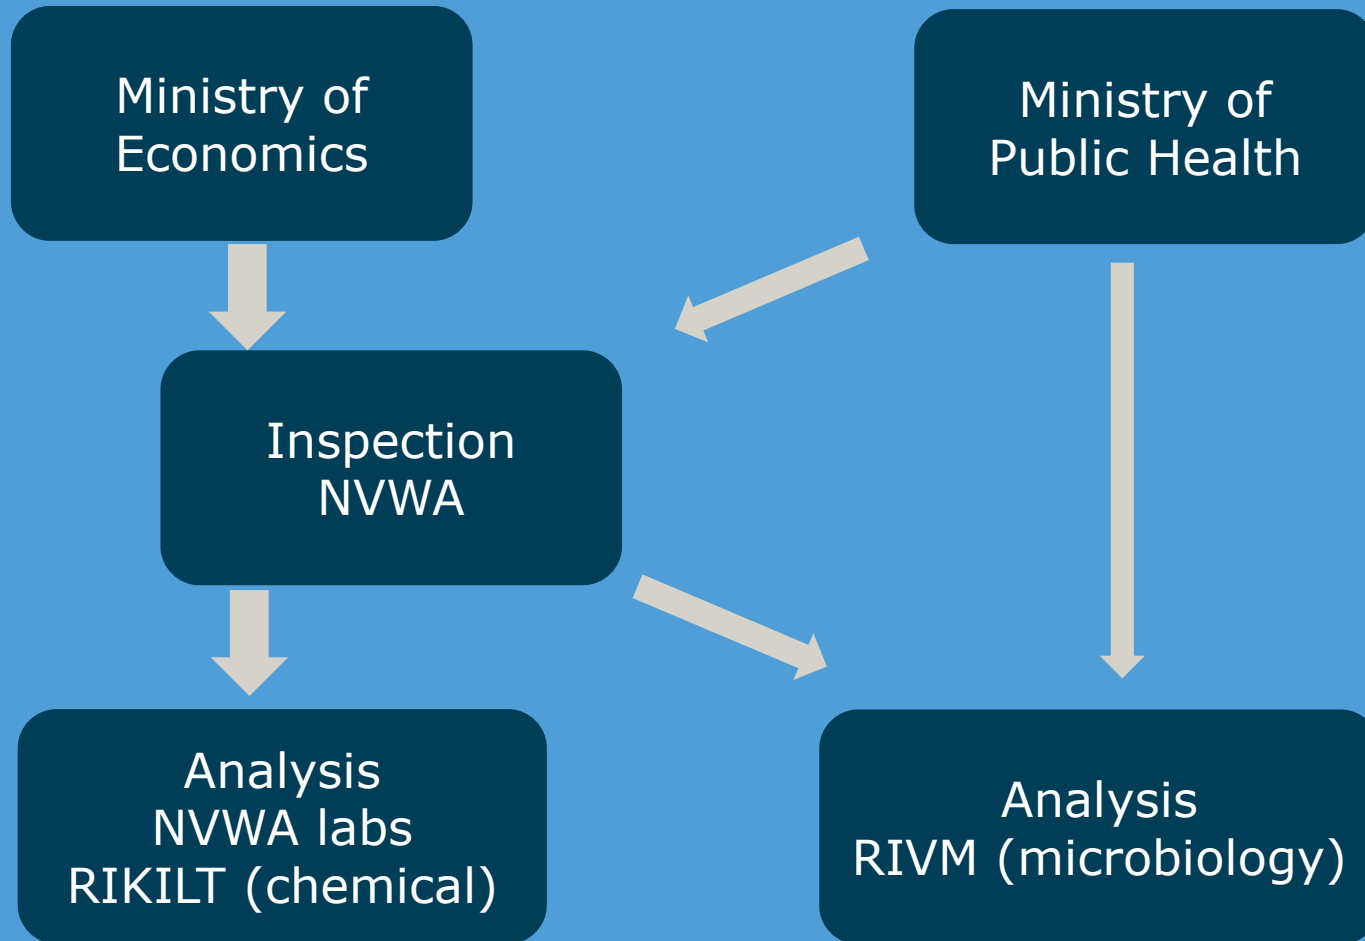 Ministry of
Economics
Ministry of
Public Health
Inspection
NVWA
Analysis
NVWA labs
RIKILT (chemical)
Analysis
RIVM (microbiology)